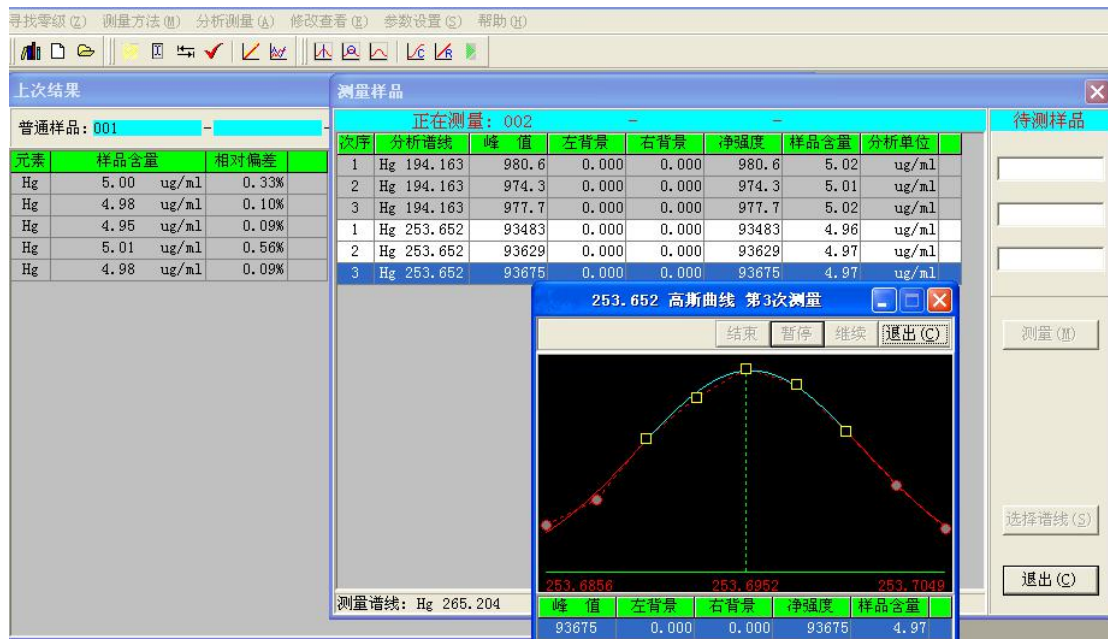 寻找零级(Z) 测量方法(M) 分析测量(A) 修改查看(E) 参数设置(S) 帮助(H)
上次结果
普通样品: 001 - -
元素 样品含量 相对偏差
Hg 5.00 ug/ml 0.33%
Hg 4.98 ug/ml 0.10%
Hg 4.95 ug/ml 0.09%
Hg 5.01 ug/ml 0.56%
Hg 4.98 ug/ml 0.09%
测量样品
正在测量: 002 - -
次序 分析谱线 峰 值 左背景 右背景 净强度 样品含量 分析单位
1 Hg 194.163 980.6 0.000 0.000 980.6 5.02 ug/ml
2 Hg 194.163 974.3 0.000 0.000 974.3 5.01 ug/ml
3 Hg 194.163 977.7 0.000 0.000 977.7 5.02 ug/ml
1 Hg 253.652 93483 0.000 0.000 93483 4.96 ug/ml
2 Hg 253.652 93629 0.000 0.000 93629 4.97 ug/ml
3 Hg 253.652 93675 0.000 0.000 93675 4.97 ug/ml
253.652 高斯曲线 第3次测量
结束 暂停 继续 退出(C)
253.6856 253.6952 253.7049
峰 值 左背景 右背景 净强度 样品含量
93675 0.000 0.000 93675 4.97
测量谱线: Hg 265.204
待测样品
测量(M)
选择谱线(S)
退出(C)